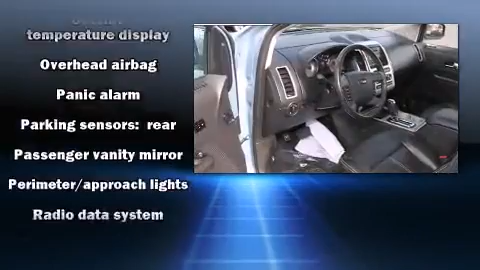 temperature display
Overhead airbag
Panic alarm
Parking sensors: rear
Passenger vanity mirror
Perimeter/approach lights
Radio data system